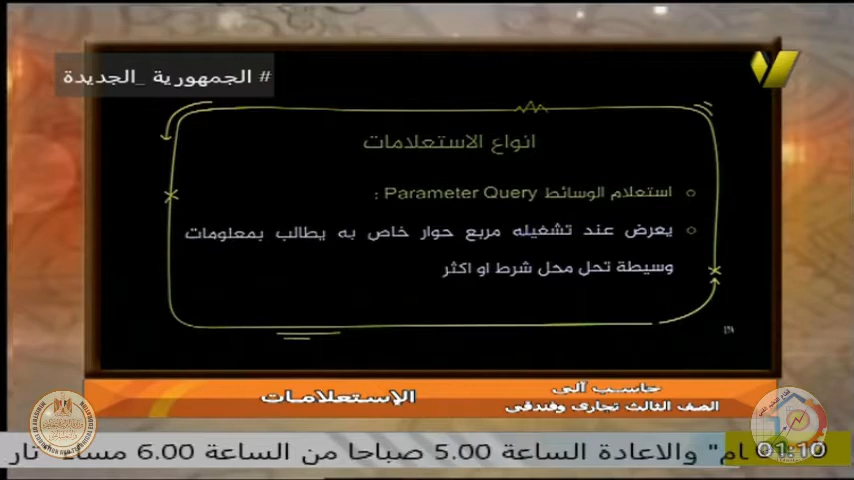 # الجمهورية _الجديدة
انواع الاستعلامات
استعلام الوسائط Parameter Query :
يعرض عند تشغيله مربع حوار خاص به يطالب بمعلومات
وسيطة تحل محل شرط او اكثر
حاسب آلى
الإستعلامات
الصف الثالث تجارى وفندقى
والاعادة الساعة 5.00 صباحا من الساعة 6.00 مساء
01:10